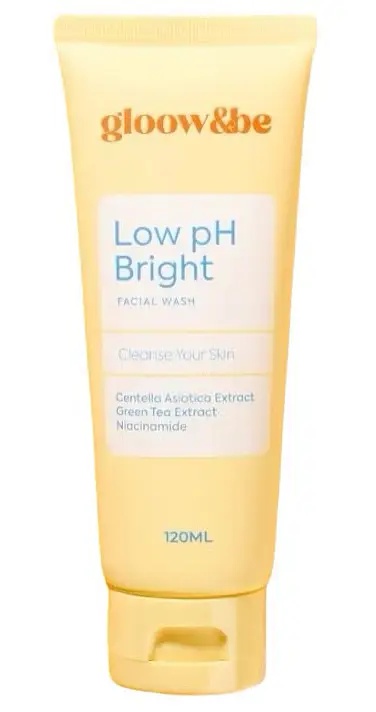 gloow&be
Low pH
Bright
FACIAL WASH
Cleanse Your Skin
Centella Asiatica Extract
Green Tea Extract
Niacinamide
120ML